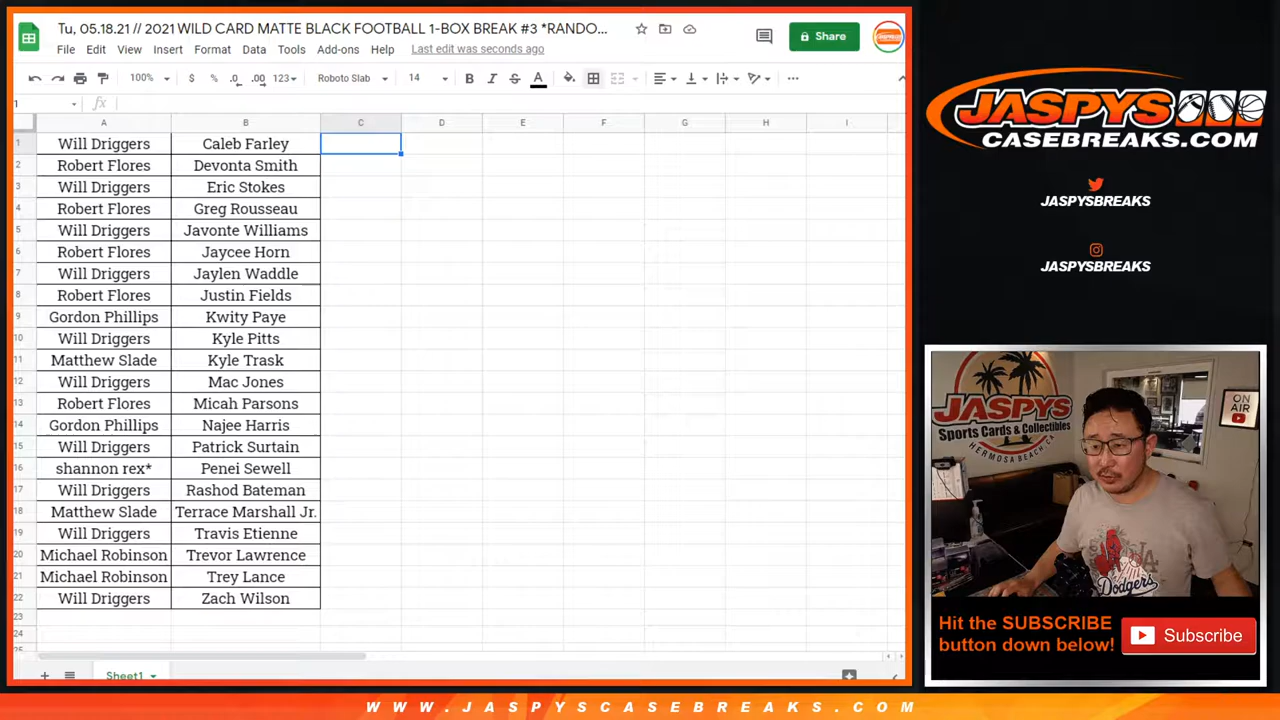 Tu, 05.18.21 // 2021 WILD CARD MATTE BLACK FOOTBALL 1-BOX BREAK #3 *RANDO...
Share
File Edit View Insert Format Data Tools Add-ons Help Last edit was seconds ago
100% $ % .0 .00 123 Roboto Slab 14 B I S A
1 fx
A B C D E F G H I
1 Will Driggers Caleb Farley
2 Robert Flores Devonta Smith
3 Will Driggers Eric Stokes
4 Robert Flores Greg Rousseau
5 Will Driggers Javonte Williams
6 Robert Flores Jaycee Horn
7 Will Driggers Jaylen Waddle
8 Robert Flores Justin Fields
9 Gordon Phillips Kwity Paye
10 Will Driggers Kyle Pitts
11 Matthew Slade Kyle Trask
12 Will Driggers Mac Jones
13 Robert Flores Micah Parsons
14 Gordon Phillips Najee Harris
15 Will Driggers Patrick Surtain
16 shannon rex* Penei Sewell
17 Will Driggers Rashod Bateman
18 Matthew Slade Terrace Marshall Jr.
19 Will Driggers Travis Etienne
20 Michael Robinson Trevor Lawrence
21 Michael Robinson Trey Lance
22 Will Driggers Zach Wilson
23
24
25
Sheet1
JASPYS
CASEBREAKS.COM
JASPYSBREAKS
JASPYSBREAKS
JASPYS
Sports Cards & Collectibles
HERMOSA BEACH, CA
ON
AIR
Dodgers
Hit the SUBSCRIBE
button down below!
Subscribe
WWW.JASPYSCASEBREAKS.COM